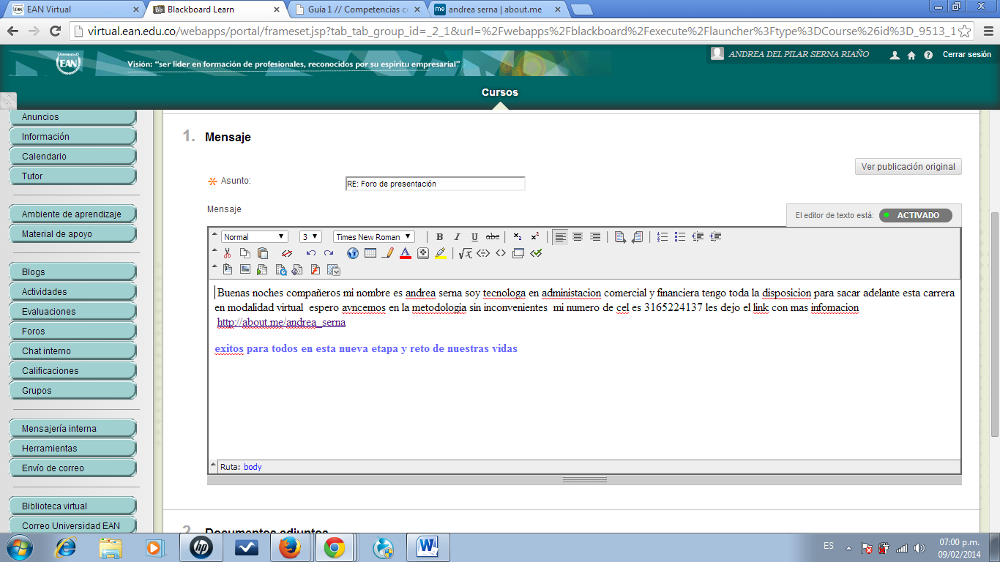 EAN Virtual
Blackboard Learn
Guía 1 // Competencias c
andrea serna | about.me
EAN Virtual
virtual.ean.edu.co/webapps/portal/frameset.jsp?tab_tab_group_id=_2_1&url=%2Fwebapps%2Fblackboard%2Fexecute%2Flauncher%3Ftype%3DCourse%26id%3D_9513_1
UNIVERSIDAD
EAN
Visión: "ser lider en formación de profesionales, reconocidos por su espiritu empresarial"
ANDREA DEL PILAR SERNA RIAÑO
Cerrar sesión
Cursos
Anuncios
Información
Calendario
Tutor
Ambiente de aprendizaje
Material de apoyo
Blogs
Actividades
Evaluaciones
Foros
Chat interno
Calificaciones
Grupos
Mensajería interna
Herramientas
Envío de correo
Biblioteca virtual
Correo Universidad EAN
1. Mensaje
Ver publicación original
Asunto:
RE: Foro de presentación
Mensaje
El editor de texto está: ACTIVADO
Normal 3 Times New Roman
Buenas noches compañeros mi nombre es andrea serna soy tecnologa en administacion comercial y financiera tengo toda la disposicion para sacar adelante esta carrera
en modalidad virtual espero avncemos en la metodologia sin inconvenientes mi numero de cel es 3165224137 les dejo el link con mas infomacion
http://about.me/andrea_serna
exitos para todos en esta nueva etapa y reto de nuestras vidas
Ruta: body
2. Documentos adjuntos
ES
07:00 p.m.
09/02/2014